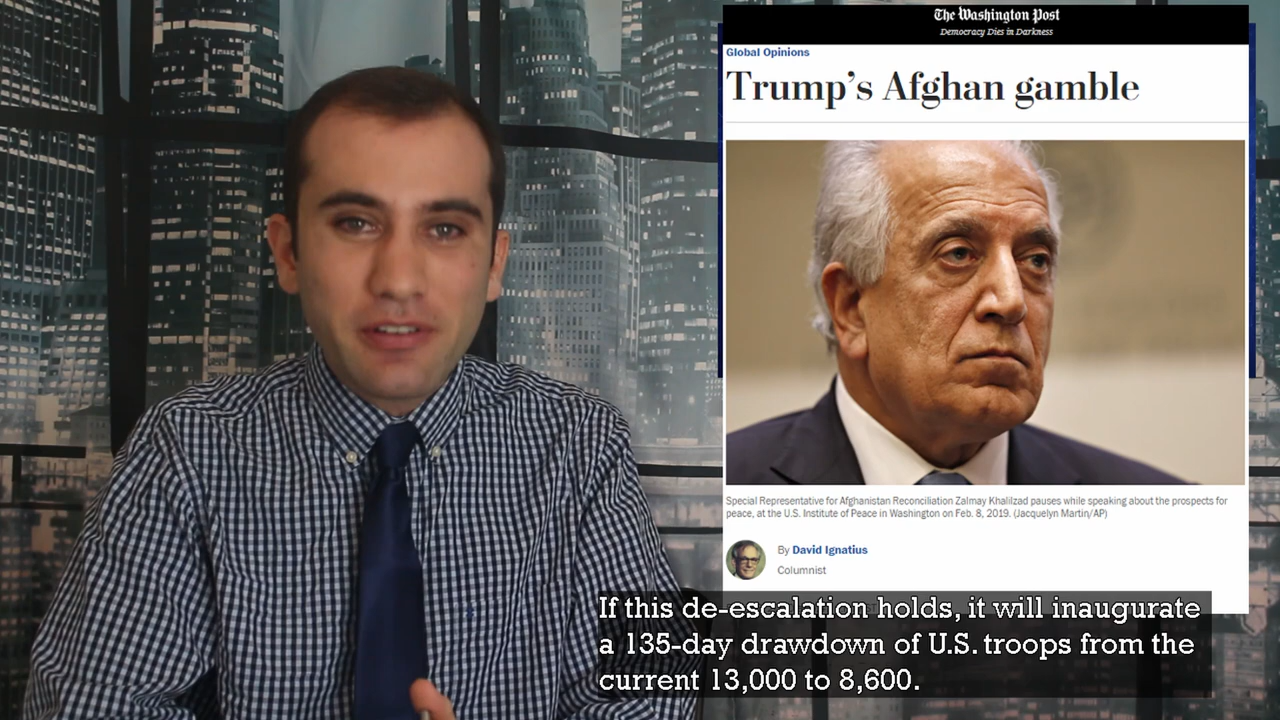 The Washington Post
Democracy Dies in Darkness
Global Opinions
Trump's Afghan gamble
Special Representative for Afghanistan Reconciliation Zalmay Khalilzad pauses while speaking about the prospects for
peace, at the U.S. Institute of Peace in Washington on Feb. 8, 2019. (Jacquelyn Martin/AP)
By David Ignatius
Columnist
If this de-escalation holds, it will inaugurate
a 135-day drawdown of U.S. troops from the
current 13,000 to 8,600.